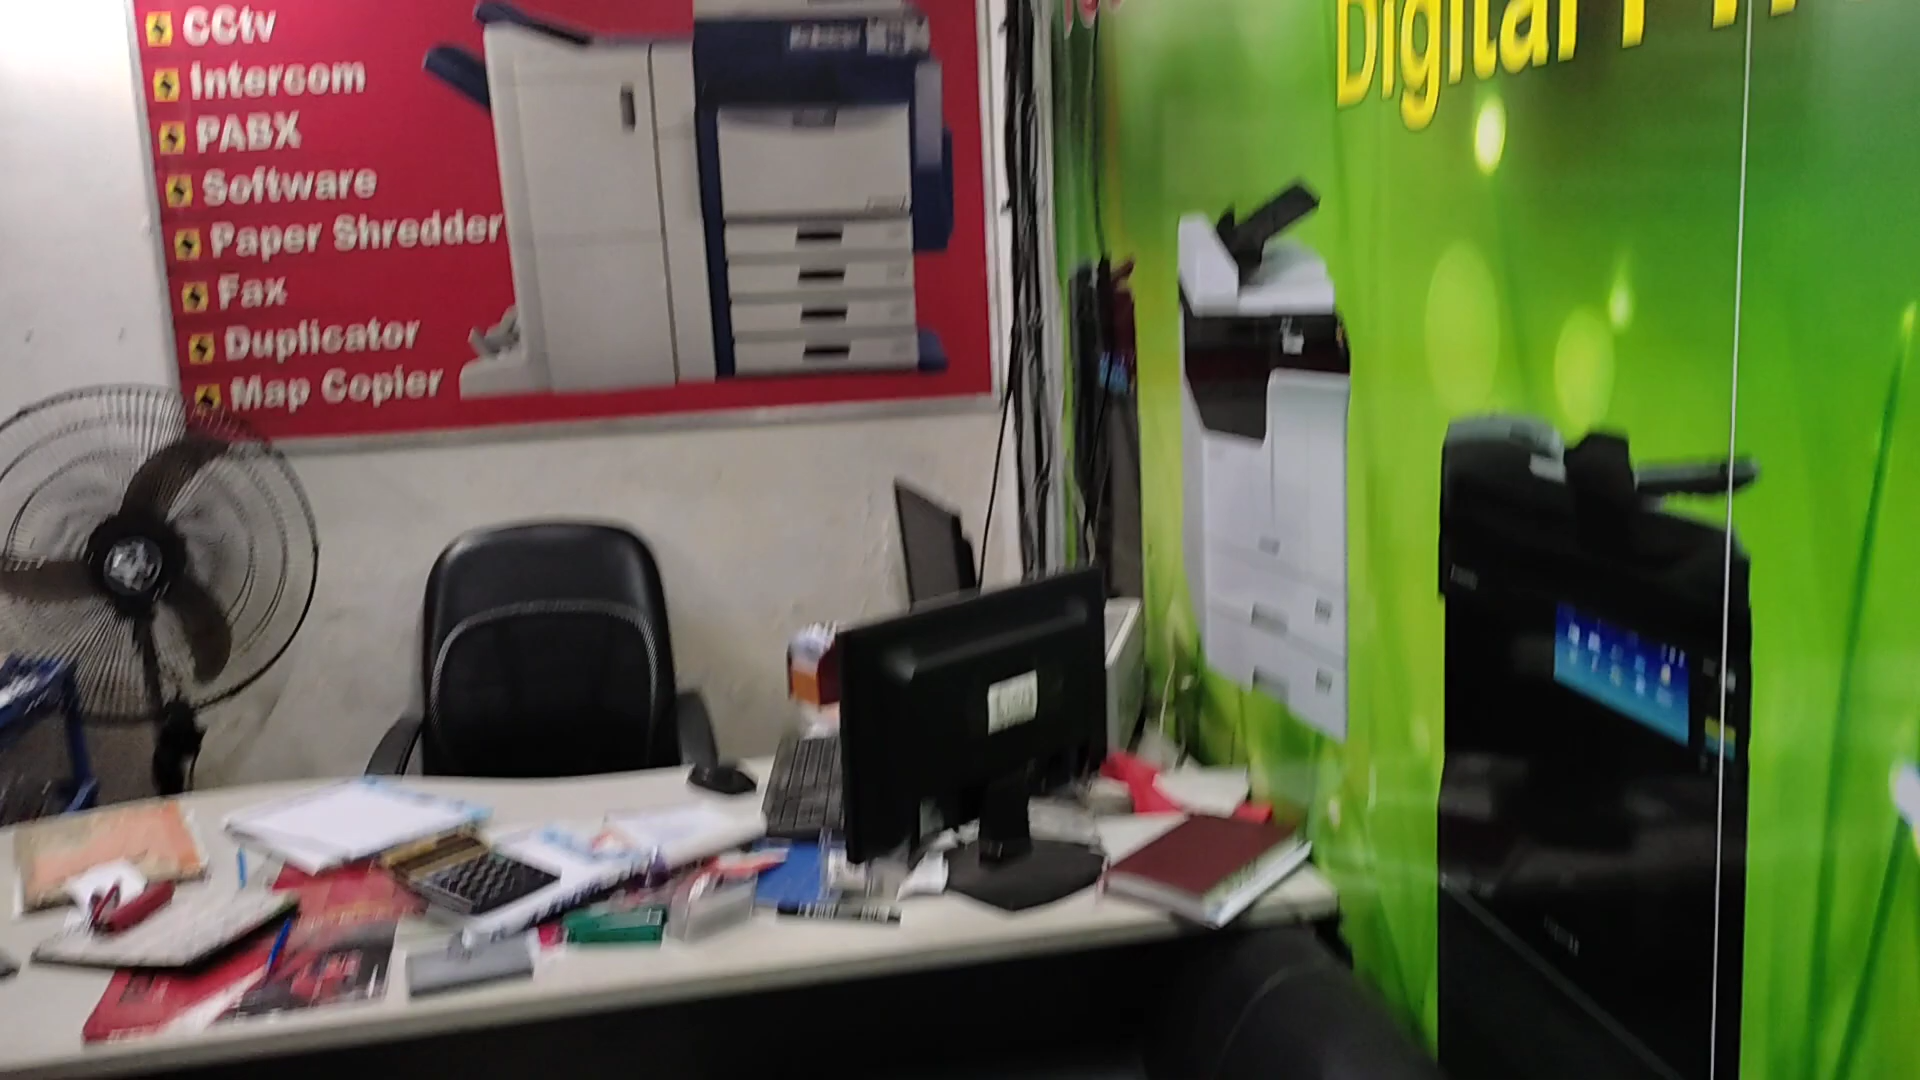 CCtv
Intercom
PABX
Software
Paper Shredder
Fax
Duplicator
Map Copier
Digital